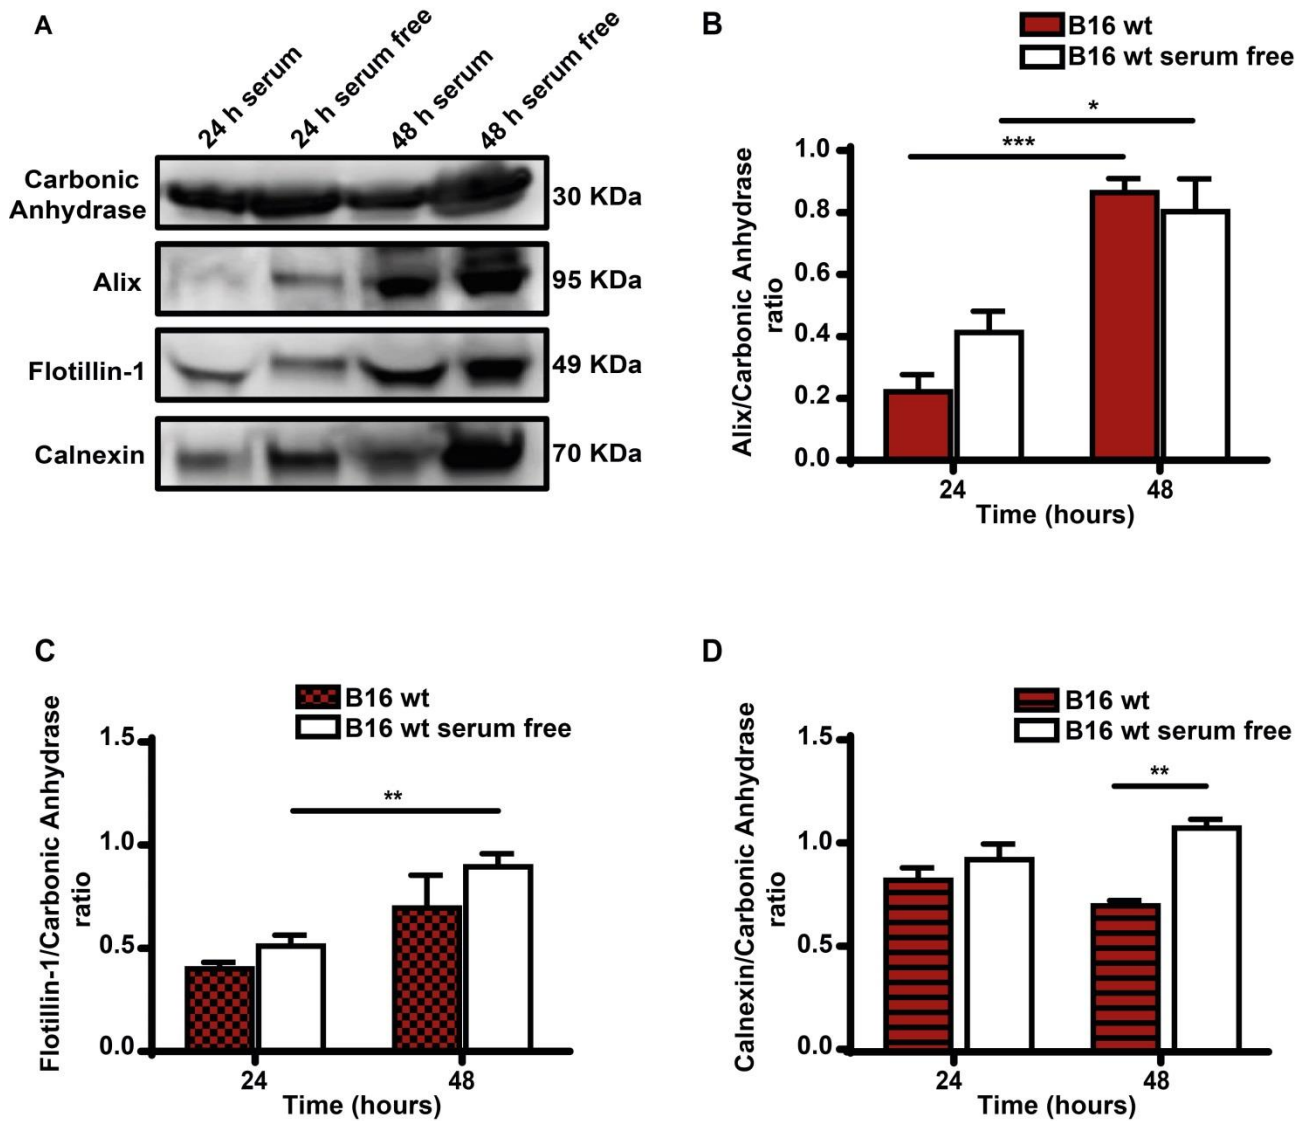 A
24 h serum
24 h serum free
48 h serum
48 h serum free
Carbonic
Anhydrase
30 KDa
Alix
95 KDa
Flotillin-1
49 KDa
Calnexin
70 KDa
B
B16 wt
B16 wt serum free
*
***
Alix/Carbonic Anhydrase
ratio
1.0
0.8
0.6
0.4
0.2
0.0
24
48
Time (hours)
C
B16 wt
B16 wt serum free
**
Flotillin-1/Carbonic Anhydrase
ratio
1.5
1.0
0.5
0.0
24
48
Time (hours)
D
B16 wt
B16 wt serum free
**
Calnexin/Carbonic Anhydrase
ratio
1.5
1.0
0.5
0.0
24
48
Time (hours)